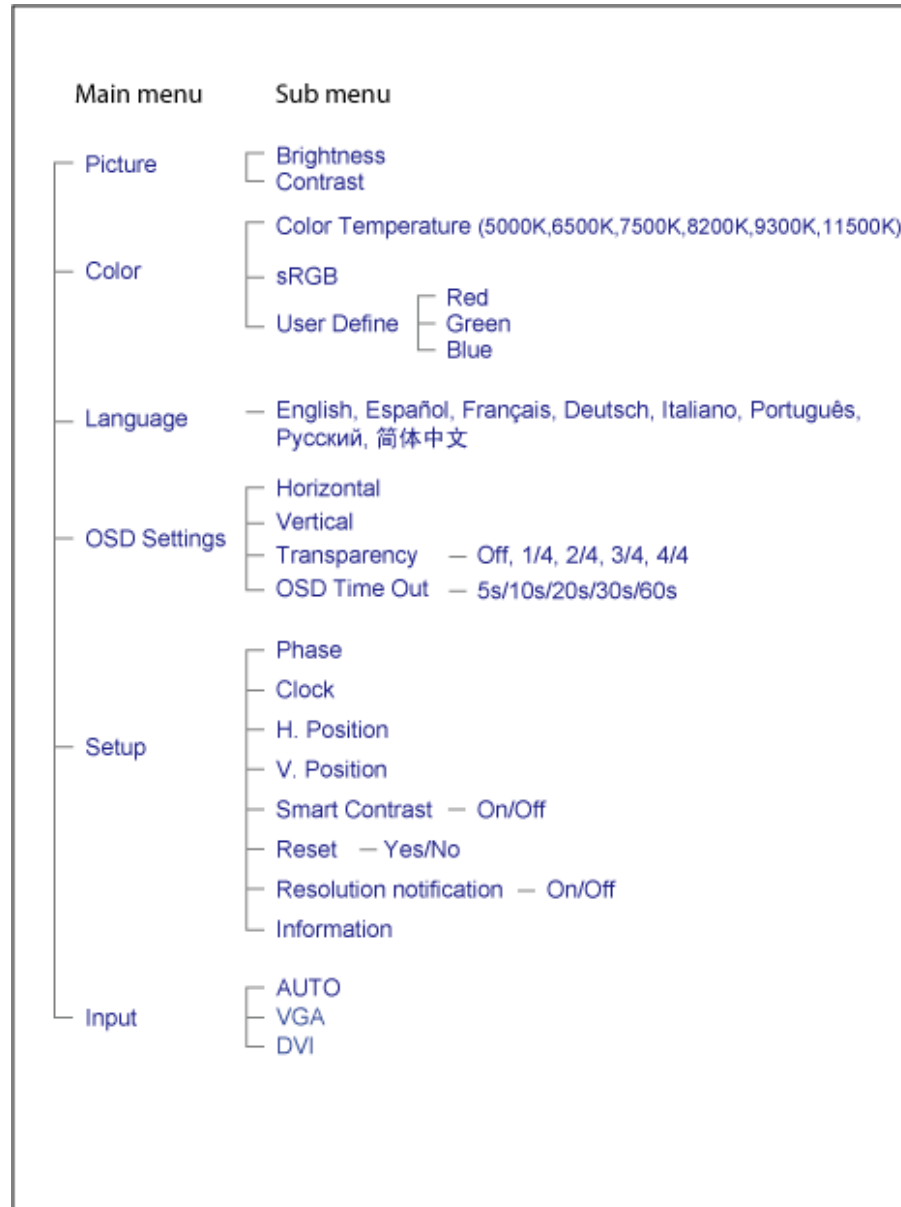 Main menu Sub menu
Picture Brightness
Contrast
Color Temperature (5000K,6500K,7500K,8200K,9300K,11500K)
Color sRGB
User Define Red
Green
Blue
Language English, Español, Français, Deutsch, Italiano, Português,
Русский, 简体中文
Horizontal
Vertical
OSD Settings
Transparency — Off, 1/4, 2/4, 3/4, 4/4
OSD Time Out — 5s/10s/20s/30s/60s
Phase
Clock
H. Position
Setup
V. Position
Smart Contrast — On/Off
Reset — Yes/No
Resolution notification — On/Off
Information
AUTO
Input VGA
DVI